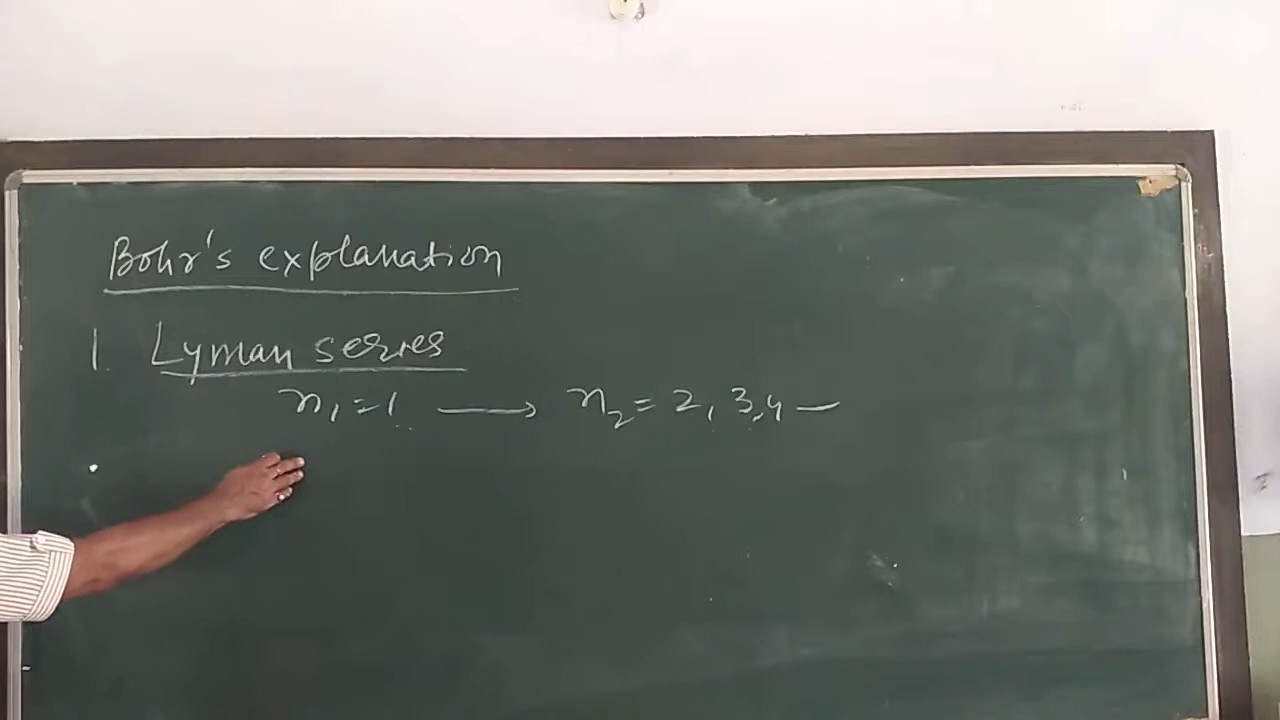 Bohr's explanation
1. Lyman series
n₁=1 ⟶ n₂= 2, 3,4 —